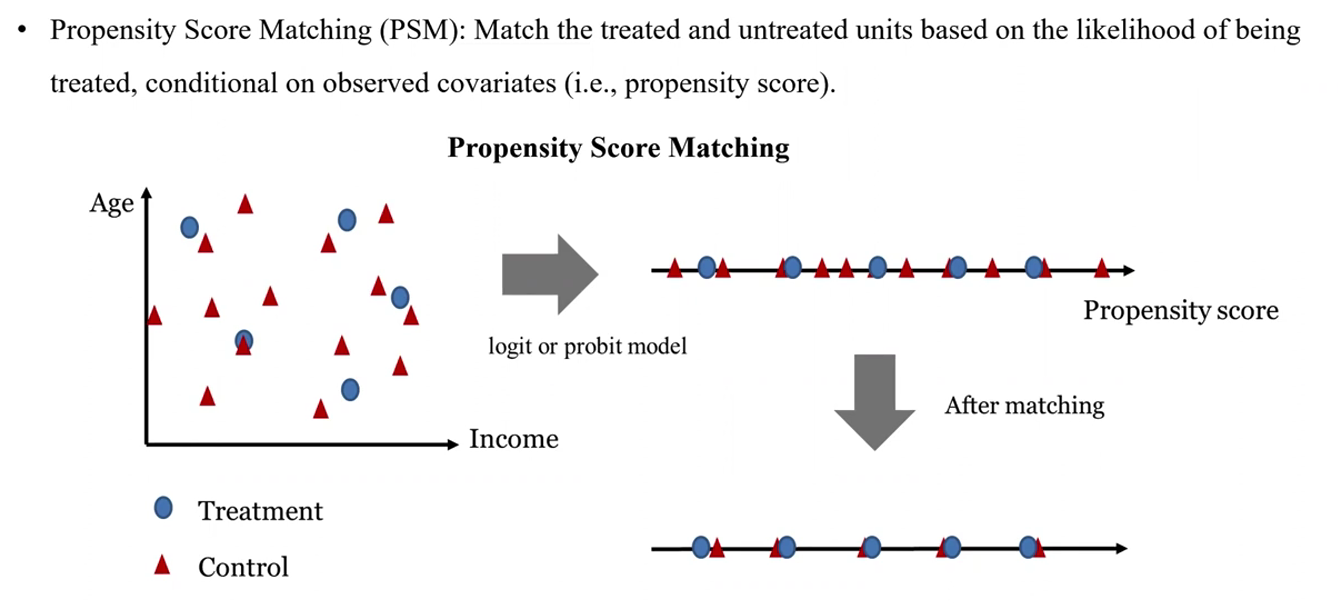 • Propensity Score Matching (PSM): Match the treated and untreated units based on the likelihood of being
treated, conditional on observed covariates (i.e., propensity score).
Propensity Score Matching
Age
Income
logit or probit model
Propensity score
After matching
Treatment
Control